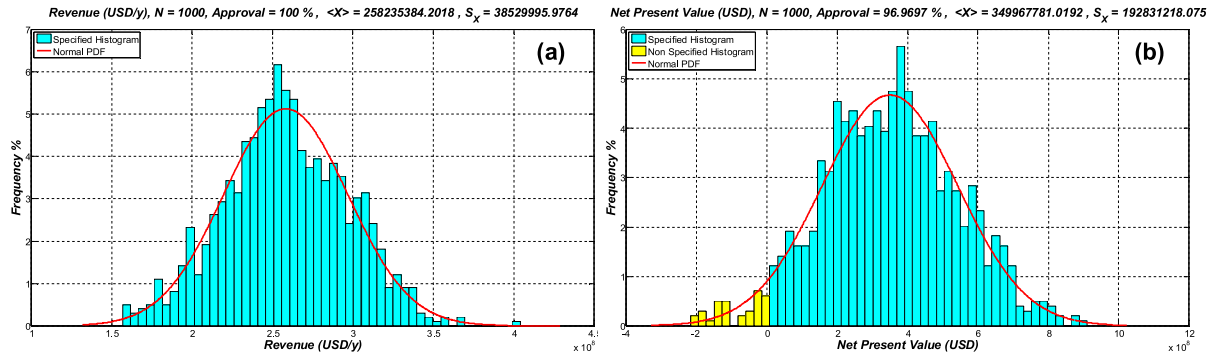 Revenue (USD/y), N = 1000, Approval = 100 % , <X> = 258235384.2018 , S_X = 38529995.9764
Specified Histogram
Normal PDF
(a)
Frequency %
7
6
5
4
3
2
1
0
1 1.5 2 2.5 3 3.5 4 4.5
x 10^8
Revenue (USD/y)
Net Present Value (USD), N = 1000, Approval = 96.9697 % , <X> = 349967781.0192 , S_X = 192831218.075
Specified Histogram
Non Specified Histogram
Normal PDF
(b)
Frequency %
6
5
4
3
2
1
0
-4 -2 0 2 4 6 8 10 12
x 10^8
Net Present Value (USD)